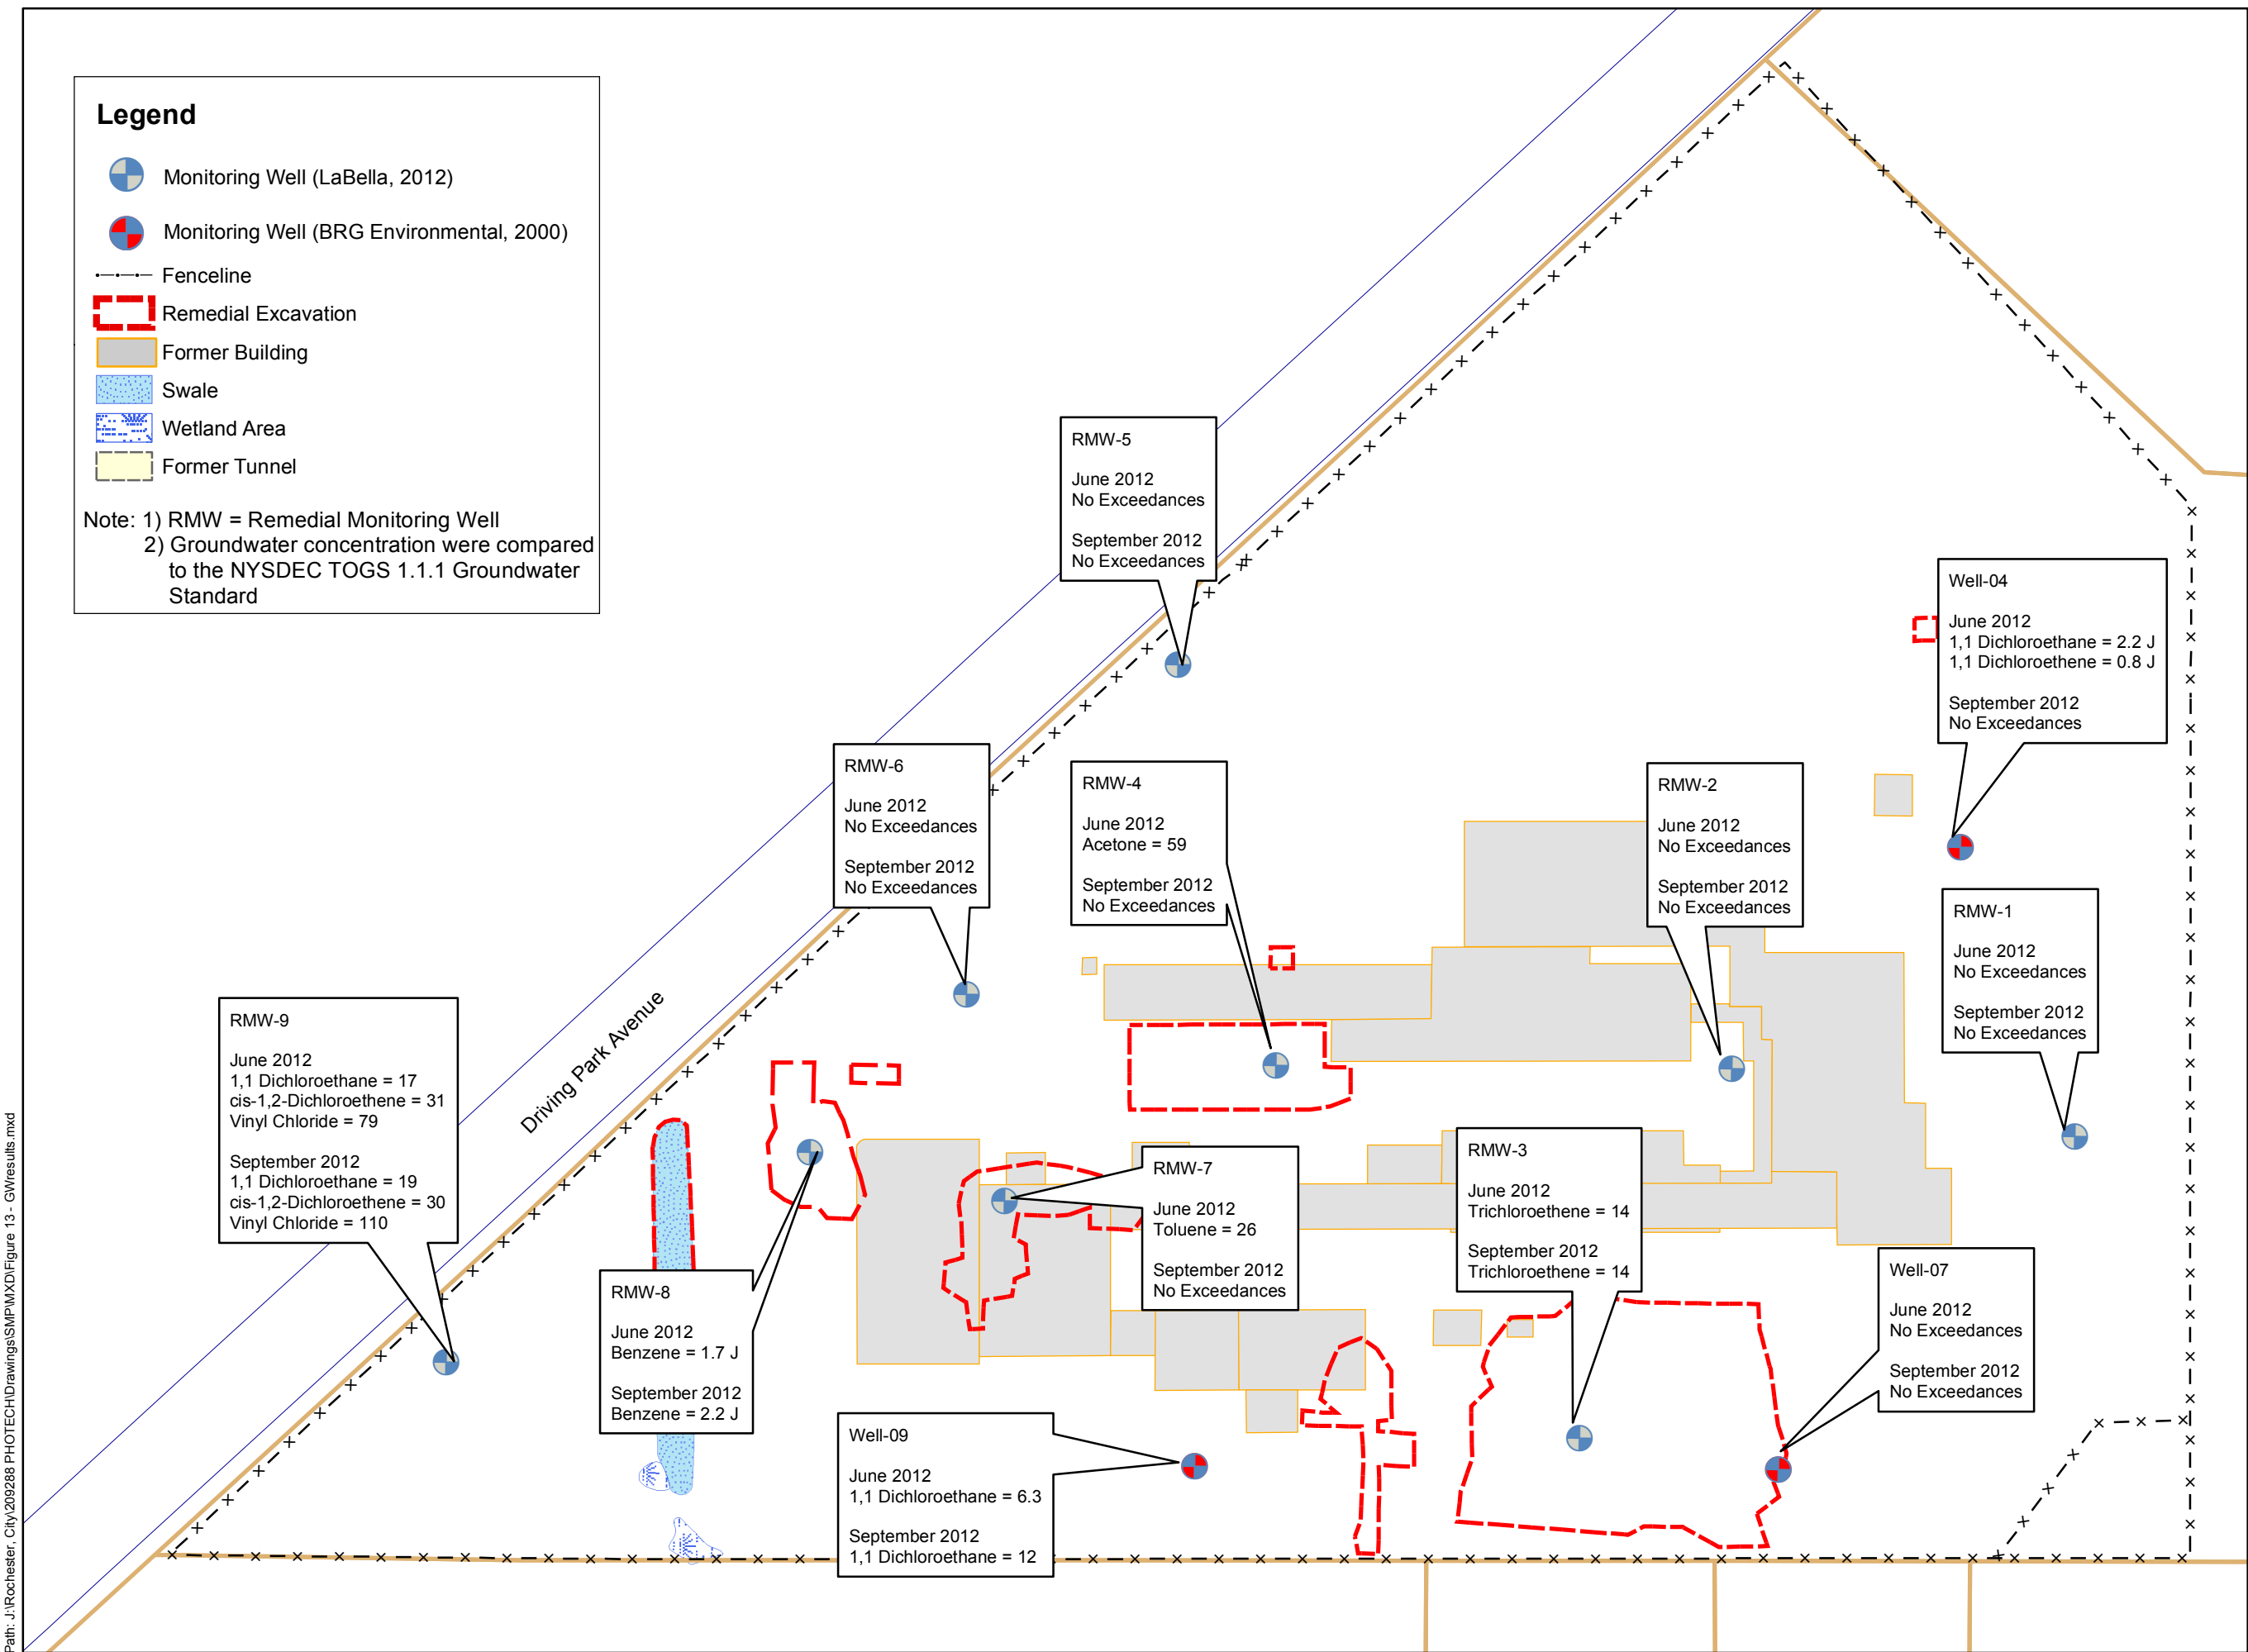 Legend
Monitoring Well (LaBella, 2012)
Monitoring Well (BRG Environmental, 2000)
Fenceline
Remedial Excavation
Former Building
Swale
Wetland Area
Former Tunnel
Note: 1) RMW = Remedial Monitoring Well
2) Groundwater concentration were compared
to the NYSDEC TOGS 1.1.1 Groundwater
Standard
RMW-5
June 2012
No Exceedances
September 2012
No Exceedances
Well-04
June 2012
1,1 Dichloroethane = 2.2 J
1,1 Dichloroethene = 0.8 J
September 2012
No Exceedances
RMW-6
June 2012
No Exceedances
September 2012
No Exceedances
RMW-4
June 2012
Acetone = 59
September 2012
No Exceedances
RMW-2
June 2012
No Exceedances
September 2012
No Exceedances
RMW-1
June 2012
No Exceedances
September 2012
No Exceedances
RMW-9
June 2012
1,1 Dichloroethane = 17
cis-1,2-Dichloroethene = 31
Vinyl Chloride = 79
September 2012
1,1 Dichloroethane = 19
cis-1,2-Dichloroethene = 30
Vinyl Chloride = 110
Driving Park Avenue
RMW-7
June 2012
Toluene = 26
September 2012
No Exceedances
RMW-3
June 2012
Trichloroethene = 14
September 2012
Trichloroethene = 14
RMW-8
June 2012
Benzene = 1.7 J
September 2012
Benzene = 2.2 J
Well-07
June 2012
No Exceedances
September 2012
No Exceedances
Well-09
June 2012
1,1 Dichloroethane = 6.3
September 2012
1,1 Dichloroethane = 12
Path: J:\Rochester, City\209288 PHOTECH\Drawings\SMP\MXD\Figure 13 - GWresults.mxd